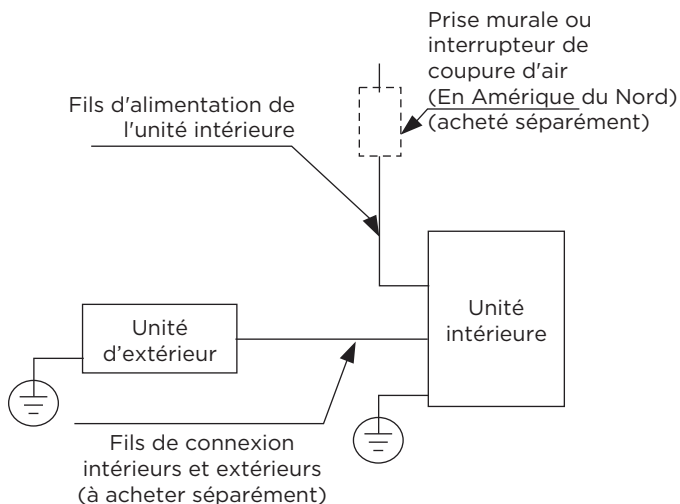 Prise murale ou
interrupteur de
coupure d'air
(En Amérique du Nord)
(acheté séparément)
Fils d'alimentation de
l'unité intérieure
Unité
intérieure
Unité
d’extérieur
Fils de connexion
intérieurs et extérieurs
(à acheter séparément)